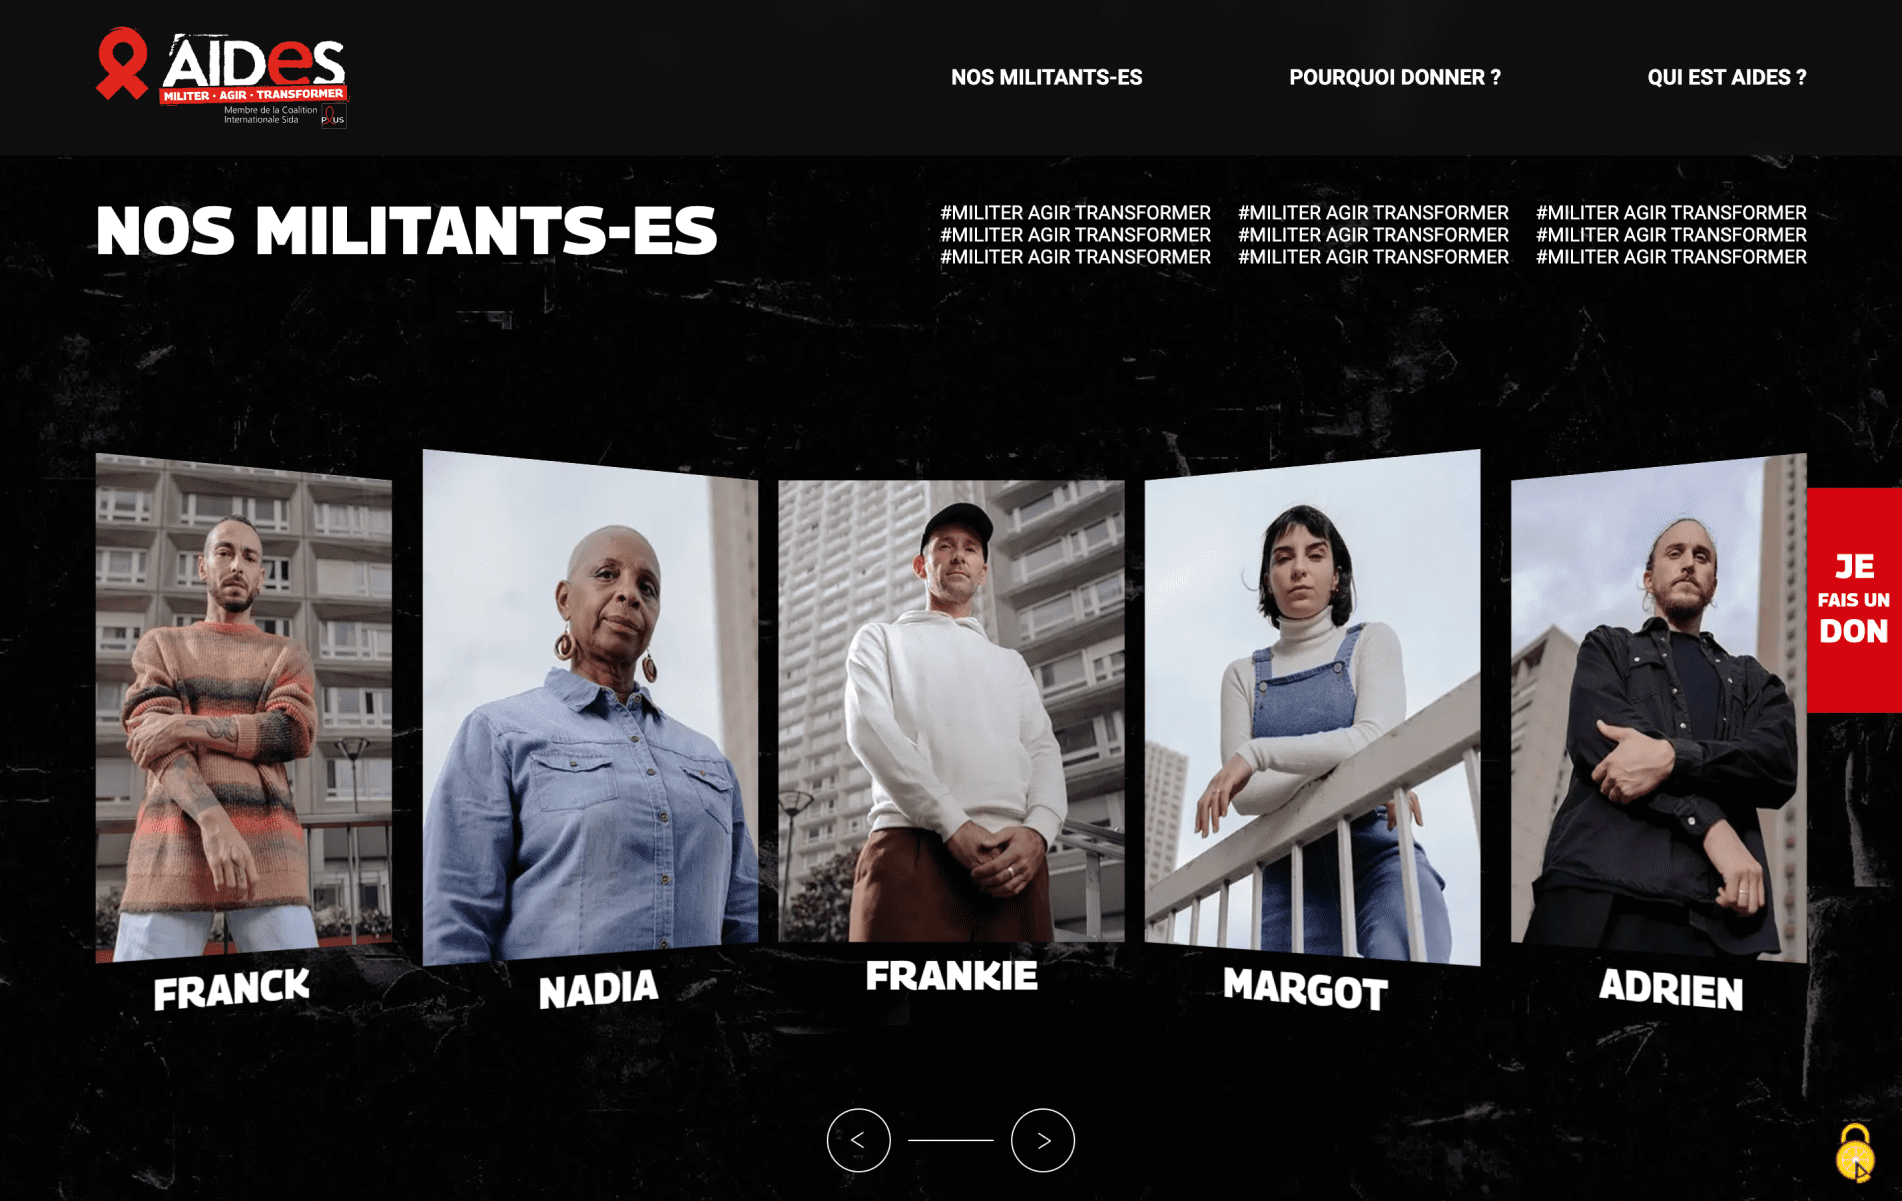 AIDeS
MILITER · AGIR · TRANSFORMER
Membre de la Coalition
Internationale Sida
PLUS
NOS MILITANTS-ES
POURQUOI DONNER ?
QUI EST AIDES ?
NOS MILITANTS-ES
#MILITER AGIR TRANSFORMER #MILITER AGIR TRANSFORMER #MILITER AGIR TRANSFORMER
#MILITER AGIR TRANSFORMER #MILITER AGIR TRANSFORMER #MILITER AGIR TRANSFORMER
#MILITER AGIR TRANSFORMER #MILITER AGIR TRANSFORMER #MILITER AGIR TRANSFORMER
JE
FAIS UN
DON
FRANCK
NADIA
FRANKIE
MARGOT
ADRIEN